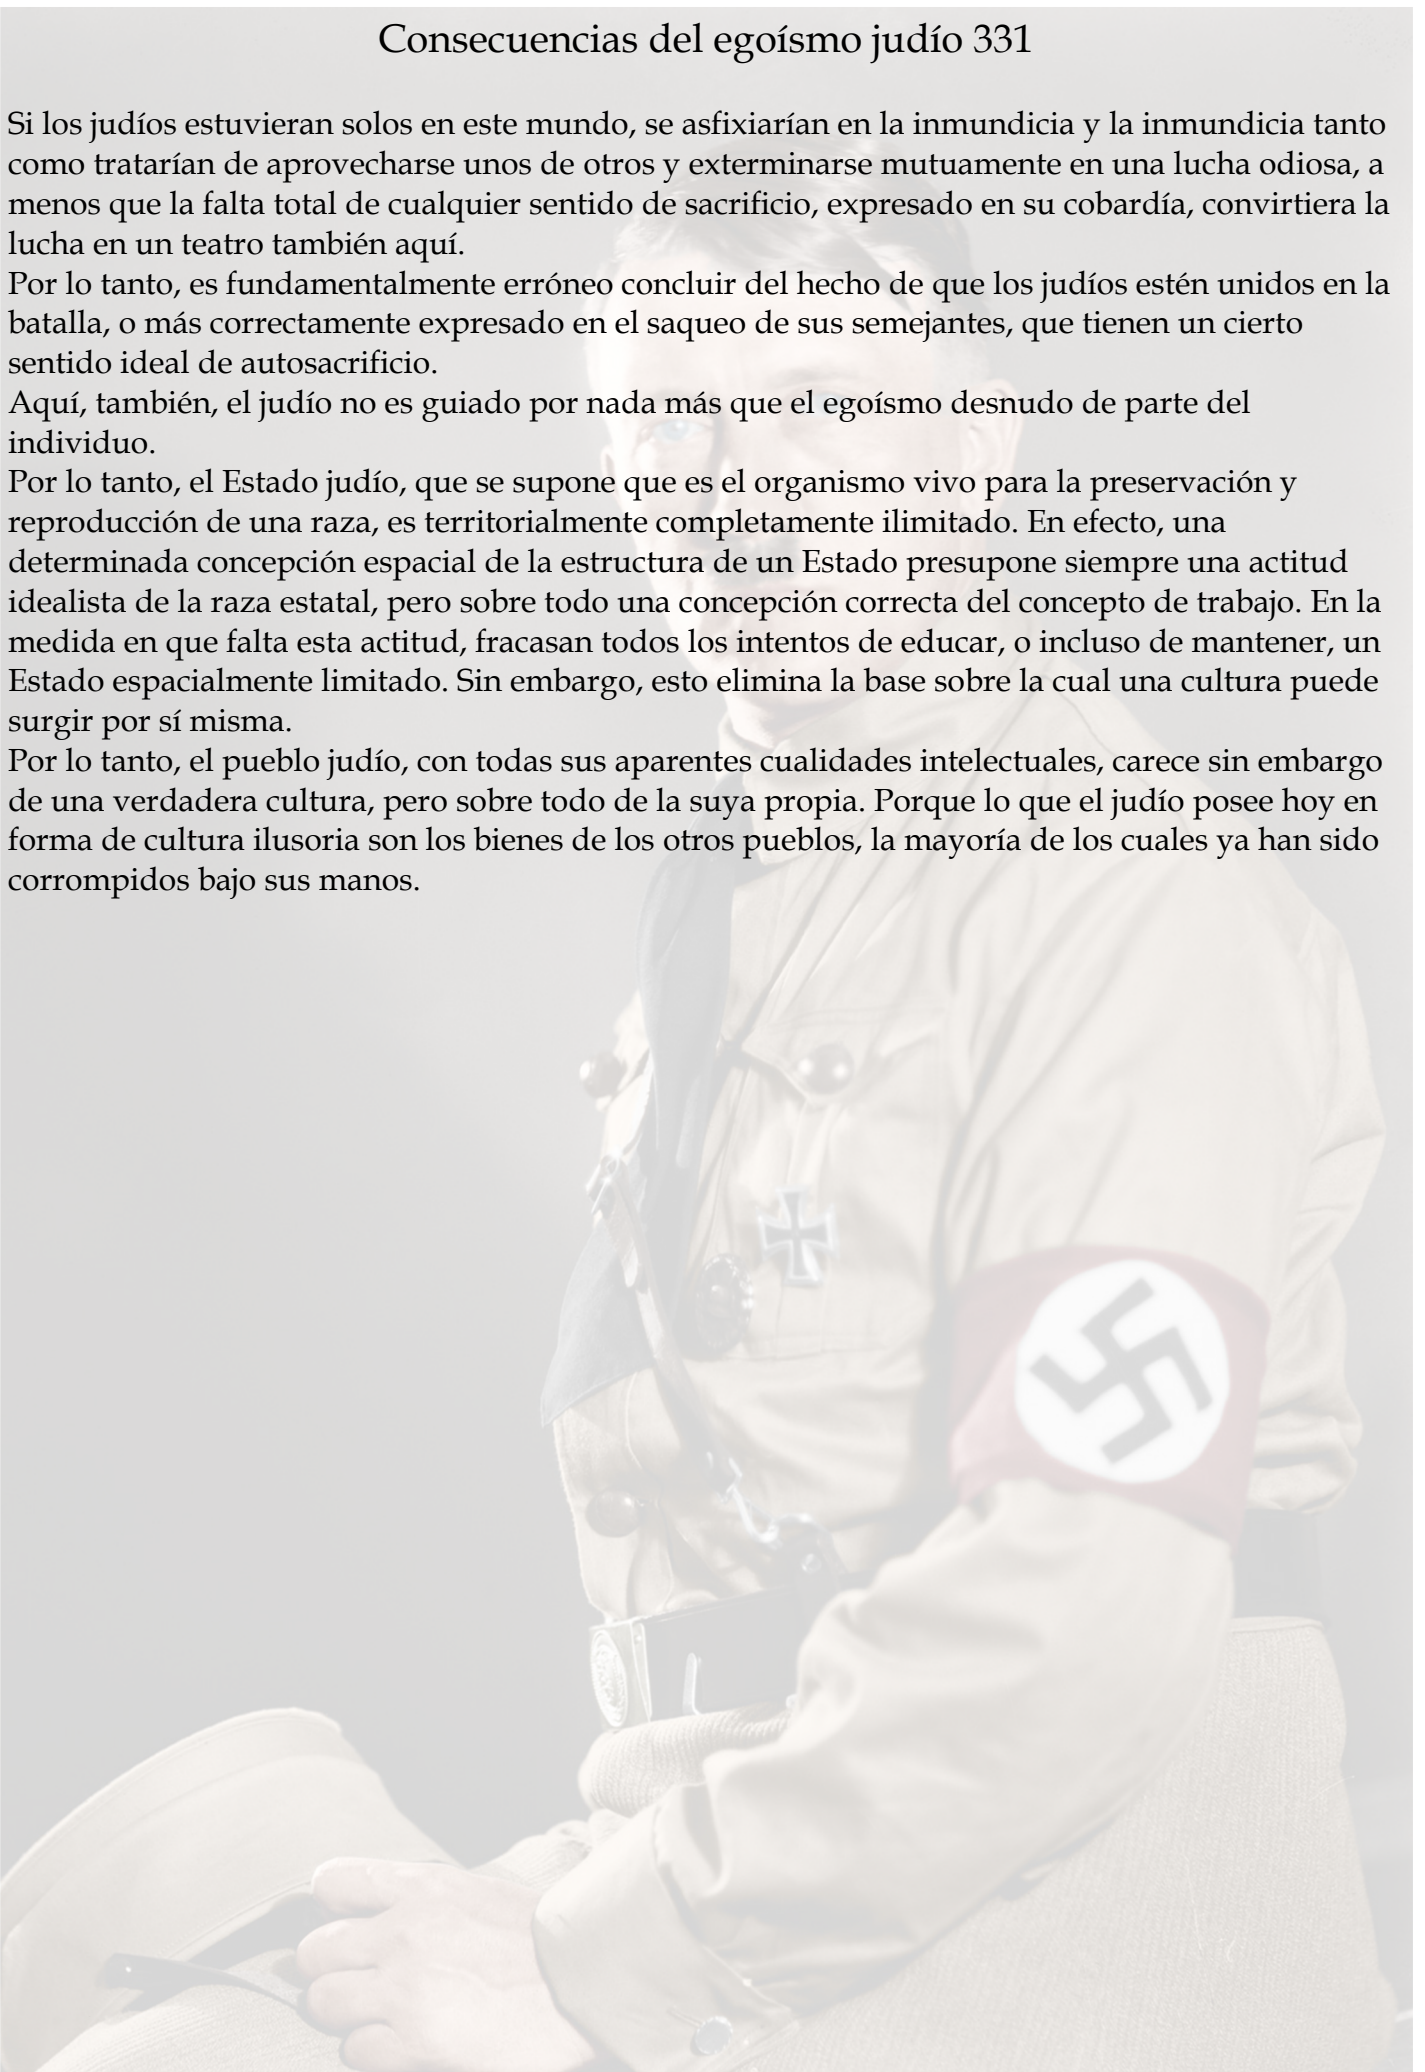 Consecuencias del egoísmo judío 331
Si los judíos estuvieran solos en este mundo, se asfixiarían en la inmundicia y la inmundicia tanto
como tratarían de aprovecharse unos de otros y exterminarse mutuamente en una lucha odiosa, a
menos que la falta total de cualquier sentido de sacrificio, expresado en su cobardía, convirtiera la
lucha en un teatro también aquí.
Por lo tanto, es fundamentalmente erróneo concluir del hecho de que los judíos estén unidos en la
batalla, o más correctamente expresado en el saqueo de sus semejantes, que tienen un cierto
sentido ideal de autosacrificio.
Aquí, también, el judío no es guiado por nada más que el egoísmo desnudo de parte del
individuo.
Por lo tanto, el Estado judío, que se supone que es el organismo vivo para la preservación y
reproducción de una raza, es territorialmente completamente ilimitado. En efecto, una
determinada concepción espacial de la estructura de un Estado presupone siempre una actitud
idealista de la raza estatal, pero sobre todo una concepción correcta del concepto de trabajo. En la
medida en que falta esta actitud, fracasan todos los intentos de educar, o incluso de mantener, un
Estado espacialmente limitado. Sin embargo, esto elimina la base sobre la cual una cultura puede
surgir por sí misma.
Por lo tanto, el pueblo judío, con todas sus aparentes cualidades intelectuales, carece sin embargo
de una verdadera cultura, pero sobre todo de la suya propia. Porque lo que el judío posee hoy en
forma de cultura ilusoria son los bienes de los otros pueblos, la mayoría de los cuales ya han sido
corrompidos bajo sus manos.